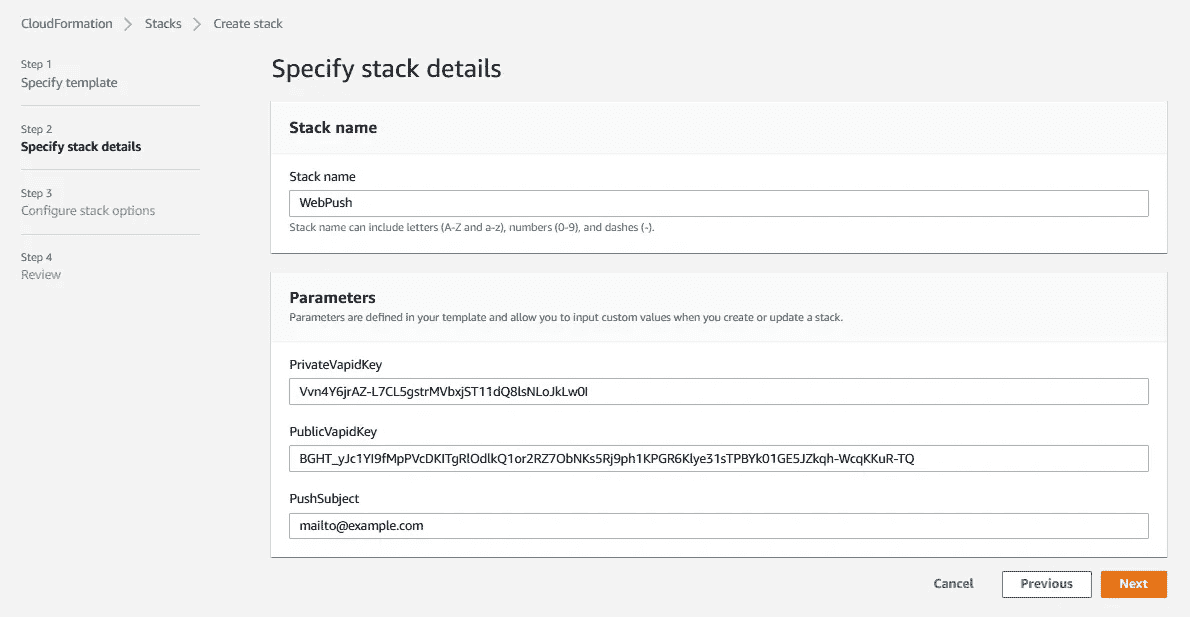 CloudFormation > Stacks > Create stack
Step 1
Specify template
Step 2
Specify stack details
Step 3
Configure stack options
Step 4
Review
Specify stack details
Stack name
Stack name
WebPush
Stack name can include letters (A-Z and a-z), numbers (0-9), and dashes (-).
Parameters
Parameters are defined in your template and allow you to input custom values when you create or update a stack.
PrivateVapidKey
Vvn4Y6jrAZ-L7CL5gstrMVbxjST11dQ8lsNLoJkLw0I
PublicVapidKey
BGHT_yJc1YI9fMpPVcDKITgRlOdlkQ1or2RZ7ObNKs5Rj9ph1KPGR6Klye31sTPBYk01GE5JZkqh-WcqKKuR-TQ
PushSubject
mailto@example.com
Cancel
Previous
Next